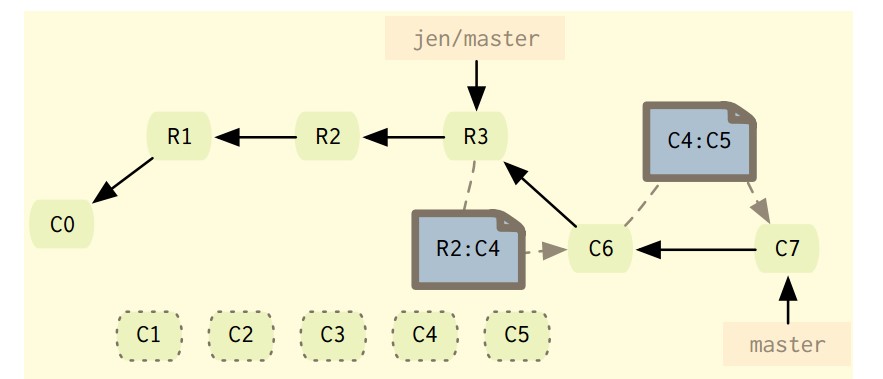 jen/master
R1
R2
R3
C4:C5
C0
R2:C4
C6
C7
C1
C2
C3
C4
C5
master